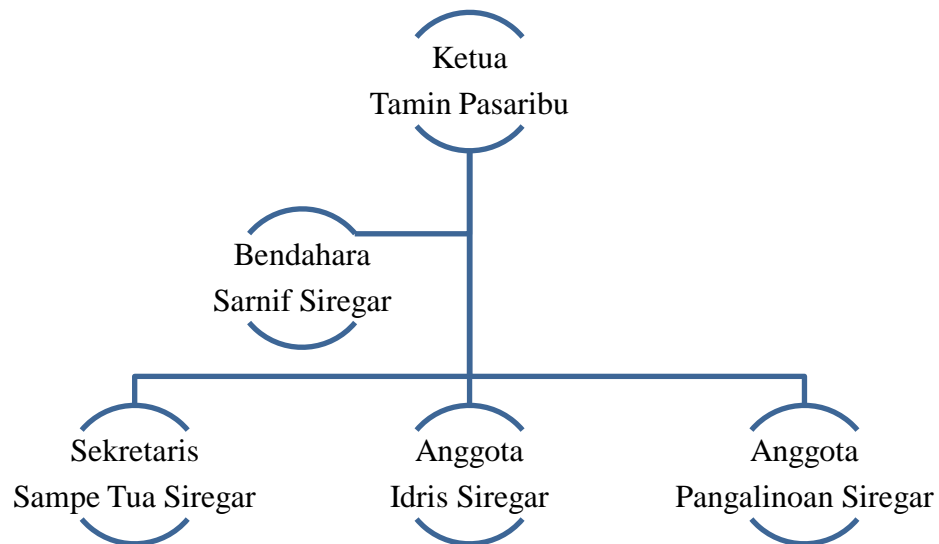 Ketua
Tamin Pasaribu
Bendahara
Sarnif Siregar
Sekretaris
Sampe Tua Siregar
Anggota
Idris Siregar
Anggota
Pangalinoan Siregar